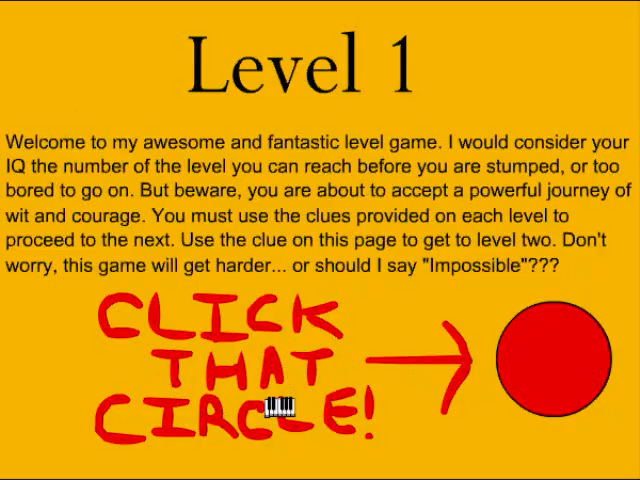 Level 1
Welcome to my awesome and fantastic level game. I would consider your
IQ the number of the level you can reach before you are stumped, or too
bored to go on. But beware, you are about to accept a powerful journey of
wit and courage. You must use the clues provided on each level to
proceed to the next. Use the clue on this page to get to level two. Don't
worry, this game will get harder... or should I say "Impossible"???
CLICK
THAT
CIRCLE!